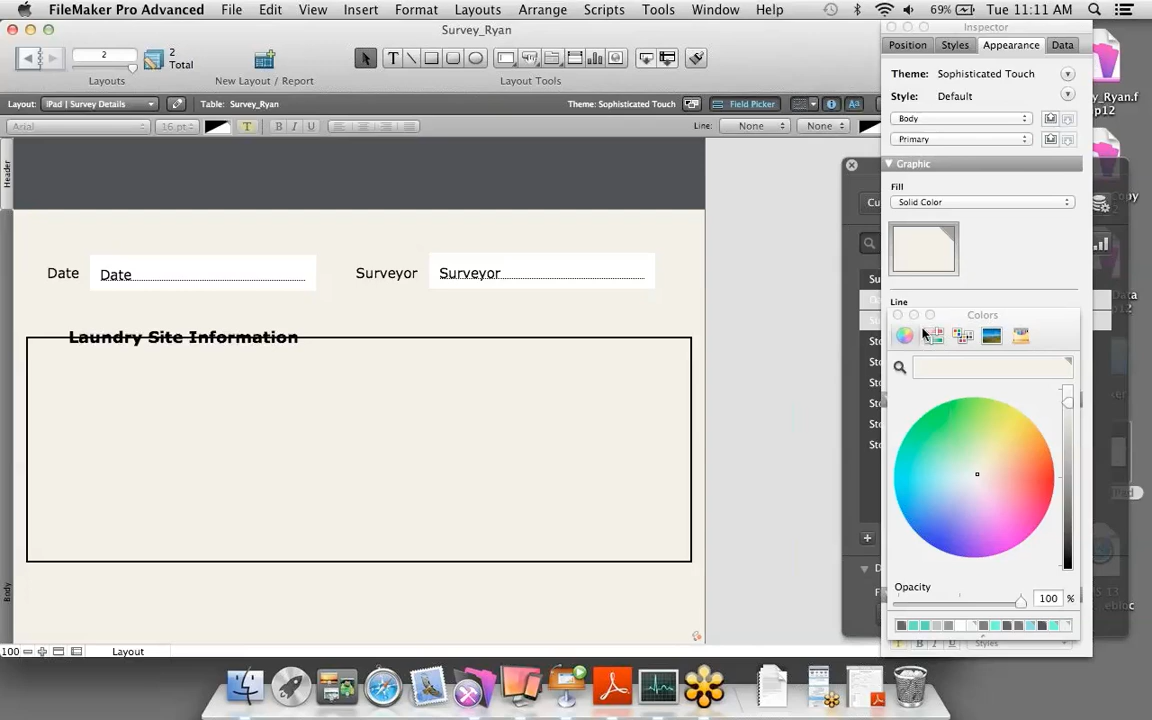 FileMaker Pro Advanced File Edit View Insert Format Layouts Arrange Scripts Tools Window Help 69% Tue 11:11 AM
Survey_Ryan
2
2
Total
Layouts
New Layout / Report
Layout Tools
Layout: iPad | Survey Details
Table: Survey_Ryan
Theme: Sophisticated Touch
Field Picker
Aa
Arial
16 pt
T
B I U
Line: None None
Header
Date
Date
Surveyor
Surveyor
Laundry Site Information
Body
100
Layout
Inspector
Position Styles Appearance Data
Theme: Sophisticated Touch
Style: Default
Body
Primary
Graphic
Fill
Solid Color
Line
Colors
Opacity
100 %
Styles